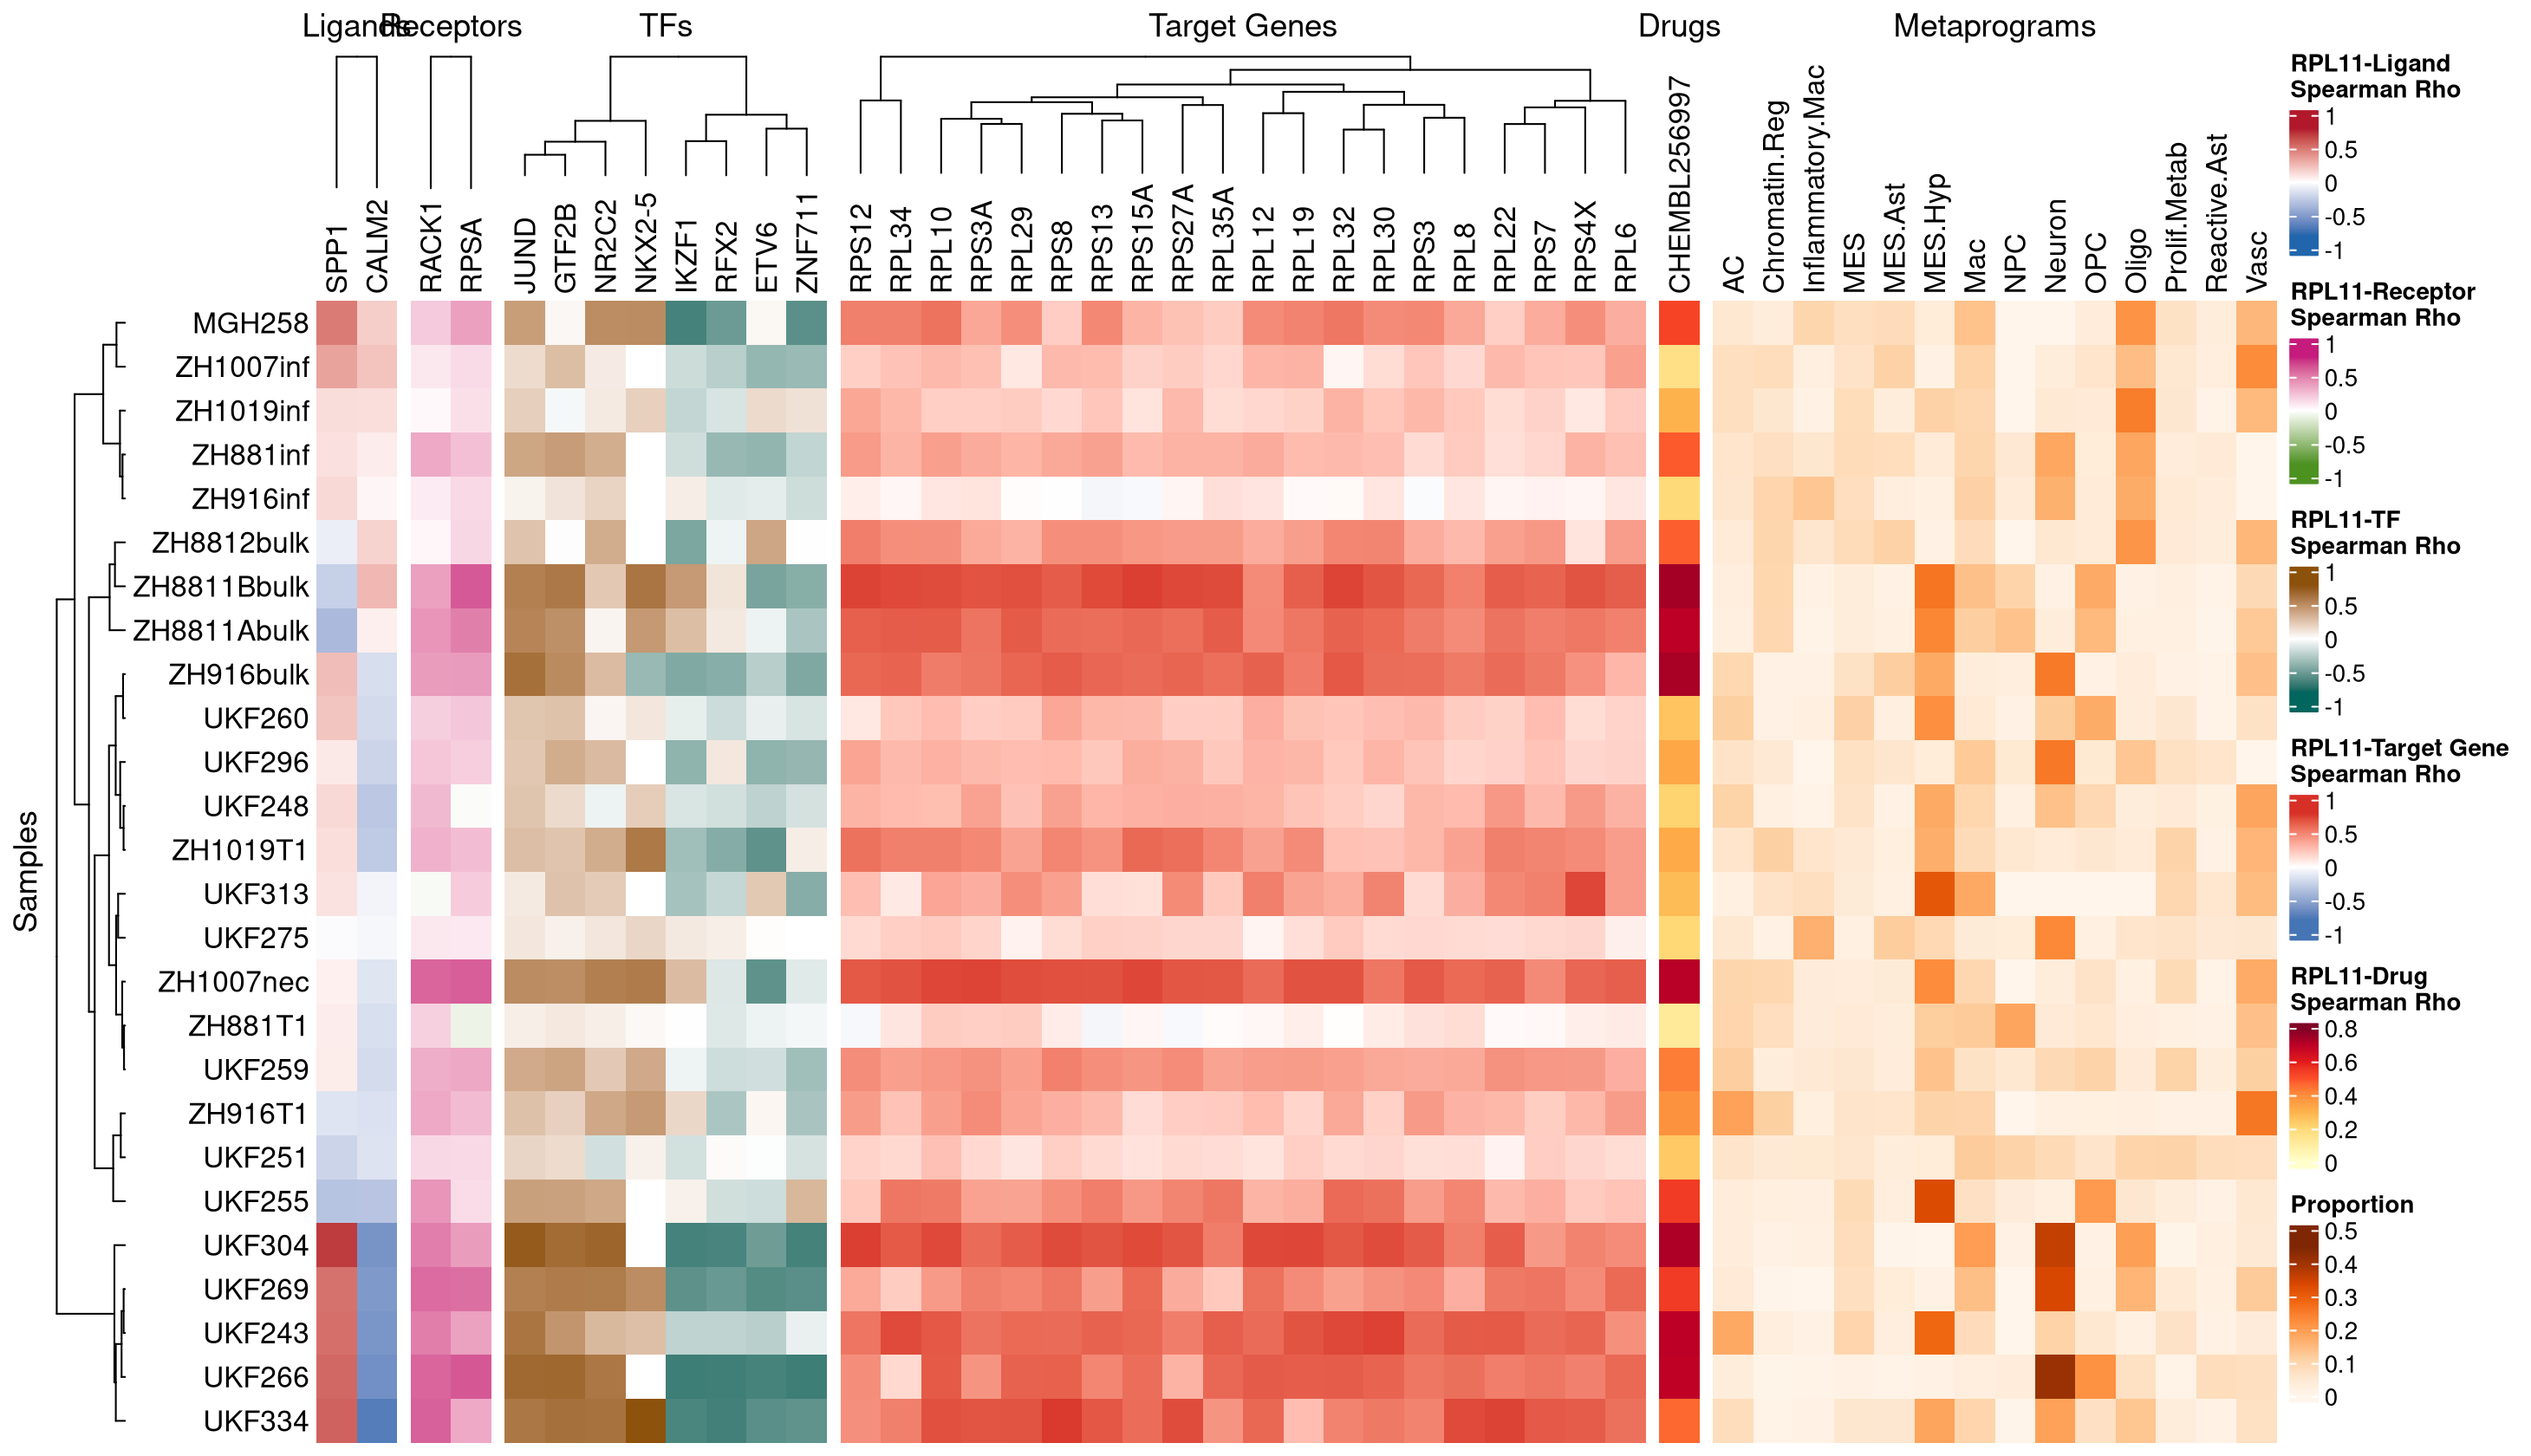 Ligands Receptors TFs Target Genes Drugs Metaprograms
SPP1 CALM2 RACK1 RPSA JUND GTF2B NR2C2 NKX2-5 IKZF1 RFX2 ETV6 ZNF711 RPS12 RPL34 RPL10 RPS3A RPL29 RPS8 RPS13 RPS15A RPS27A RPL35A RPL12 RPL19 RPL32 RPL30 RPS3 RPL8 RPL22 RPS7 RPS4X RPL6 CHEMBL256997 AC Chromatin.Reg Inflammatory.Mac MES MES.Ast MES.Hyp Mac NPC Neuron OPC Oligo Prolif.Metab Reactive.Ast Vasc
Samples
MGH258
ZH1007inf
ZH1019inf
ZH881inf
ZH916inf
ZH8812bulk
ZH8811Bbulk
ZH8811Abulk
ZH916bulk
UKF260
UKF296
UKF248
ZH1019T1
UKF313
UKF275
ZH1007nec
ZH881T1
UKF259
ZH916T1
UKF251
UKF255
UKF304
UKF269
UKF243
UKF266
UKF334
RPL11-Ligand
Spearman Rho
1
0.5
0
-0.5
-1
RPL11-Receptor
Spearman Rho
1
0.5
0
-0.5
-1
RPL11-TF
Spearman Rho
1
0.5
0
-0.5
-1
RPL11-Target Gene
Spearman Rho
1
0.5
0
-0.5
-1
RPL11-Drug
Spearman Rho
0.8
0.6
0.4
0.2
0
Proportion
0.5
0.4
0.3
0.2
0.1
0